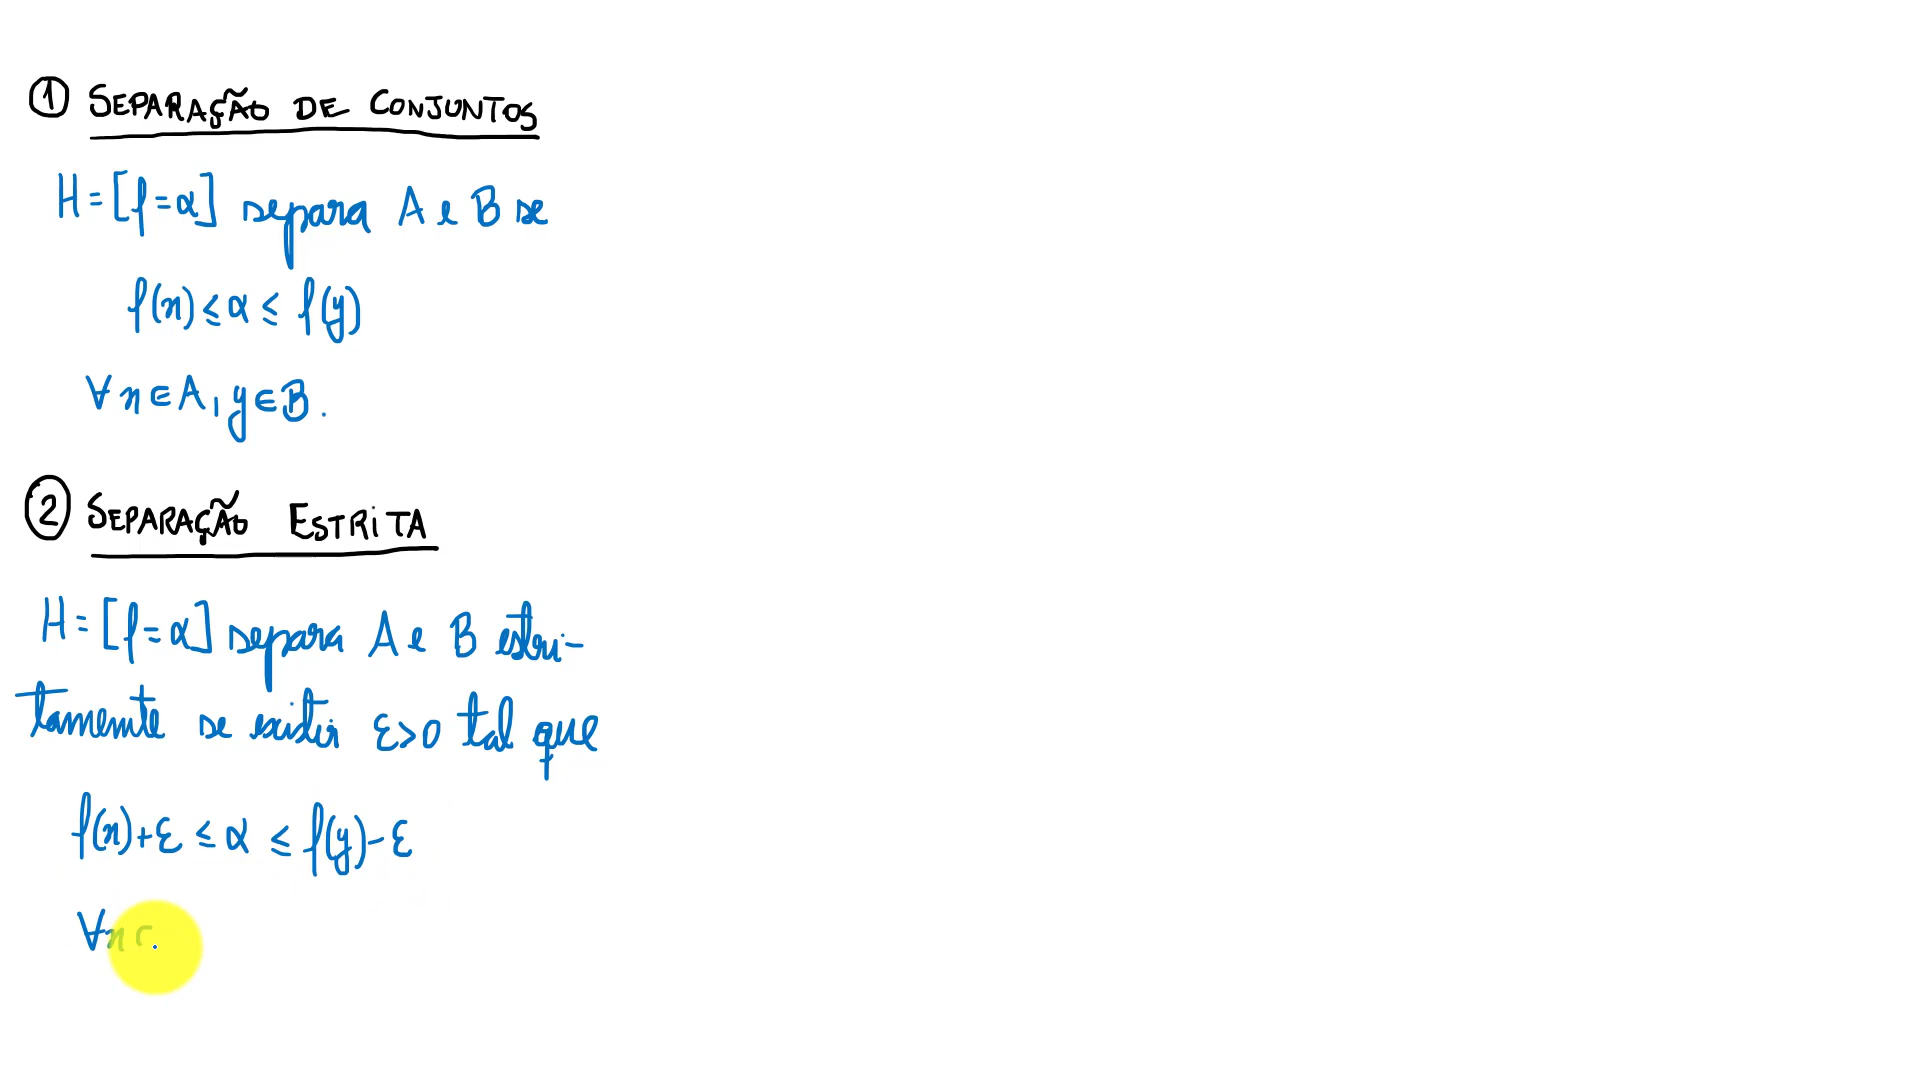 ① SEPARAÇÃO DE CONJUNTOS
H = [f = α] separa A e B se
f(x) ≤ α ≤ f(y)
∀ x ∈ A, y ∈ B.
② SEPARAÇÃO ESTRITA
H = [f = α] separa A e B estri-
tamente se existir ε > 0 tal que
f(x) + ε ≤ α ≤ f(y) - ε
∀ x